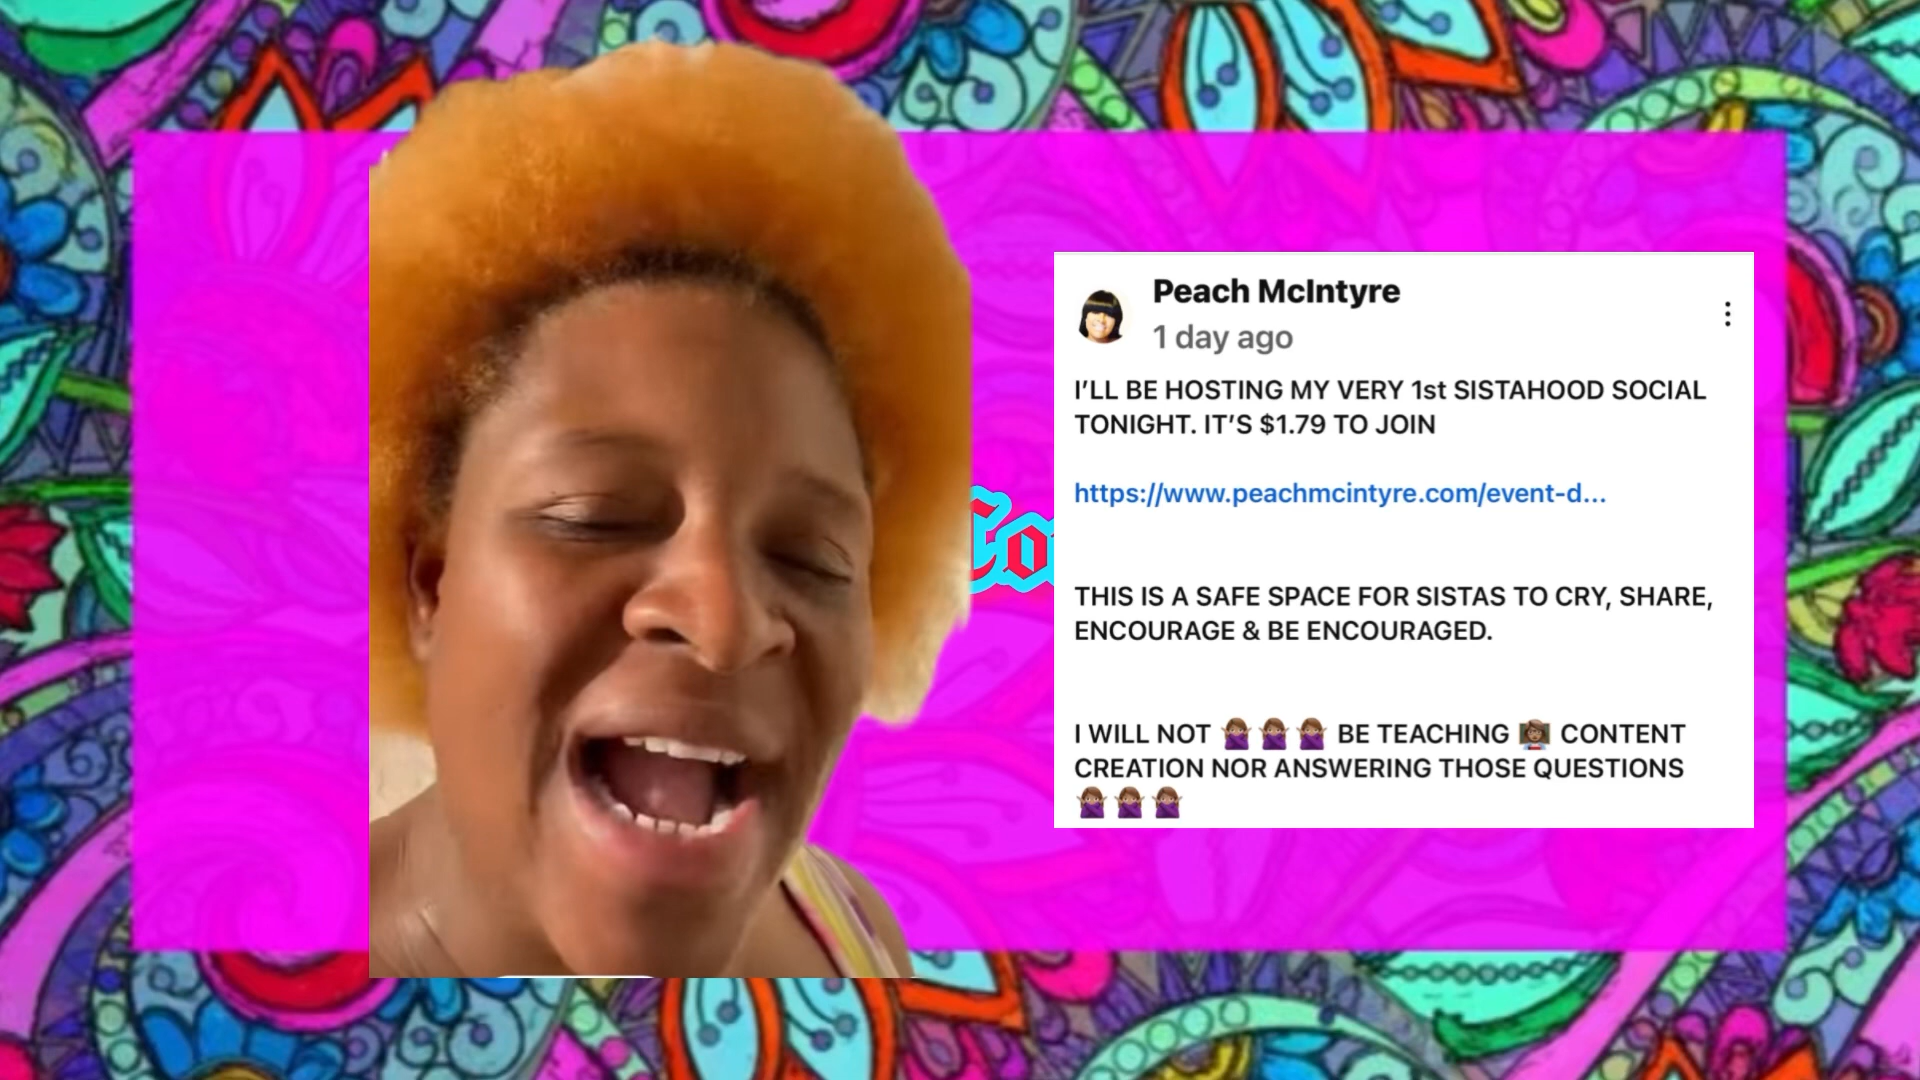 Co
Peach McIntyre
1 day ago
I’LL BE HOSTING MY VERY 1st SISTAHOOD SOCIAL
TONIGHT. IT’S $1.79 TO JOIN
https://www.peachmcintyre.com/event-d...
THIS IS A SAFE SPACE FOR SISTAS TO CRY, SHARE,
ENCOURAGE & BE ENCOURAGED.
I WILL NOT 🤷🏽‍♀️🤷🏽‍♀️🤷🏽‍♀️ BE TEACHING 👩🏽‍🏫 CONTENT
CREATION NOR ANSWERING THOSE QUESTIONS
🤷🏽‍♀️🤷🏽‍♀️🤷🏽‍♀️